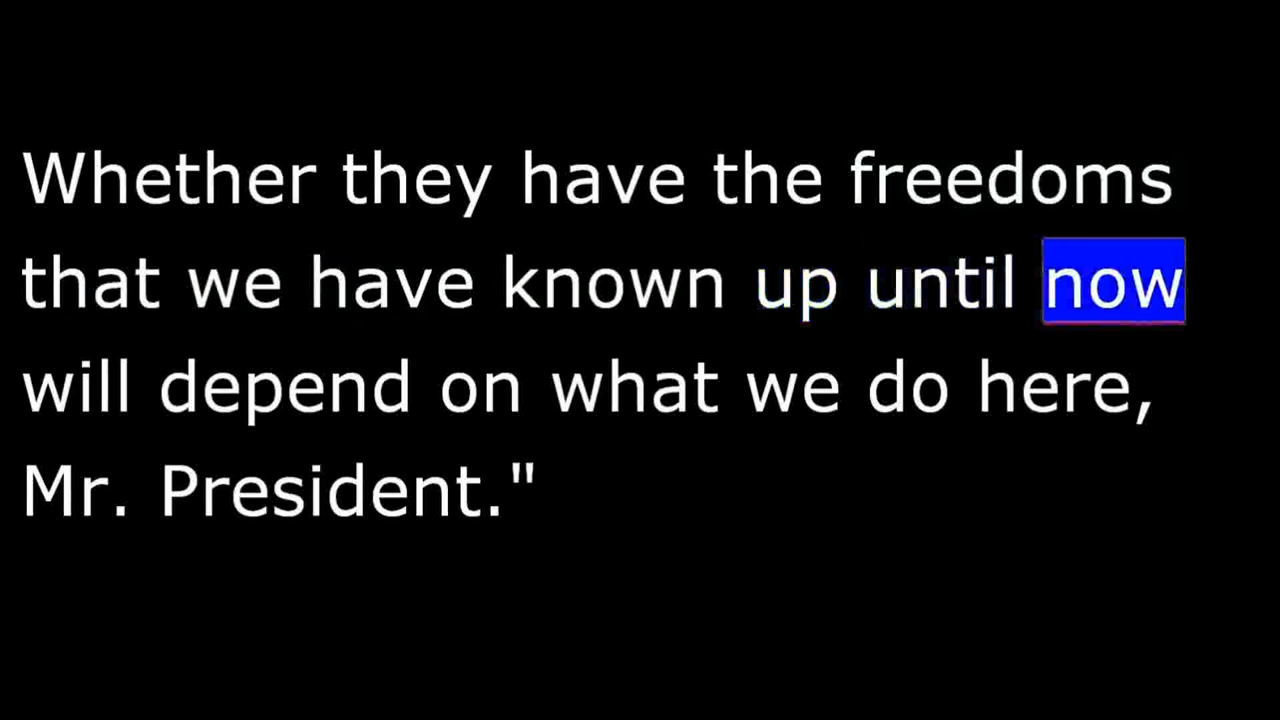 Whether they have the freedoms
that we have known up until now
will depend on what we do here,
Mr. President."